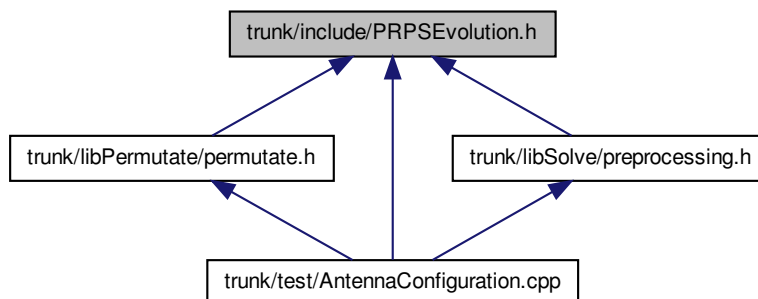 trunk/include/PRPSEvolution.h
trunk/libPermutate/permutate.h
trunk/libSolve/preprocessing.h
trunk/test/AntennaConfiguration.cpp